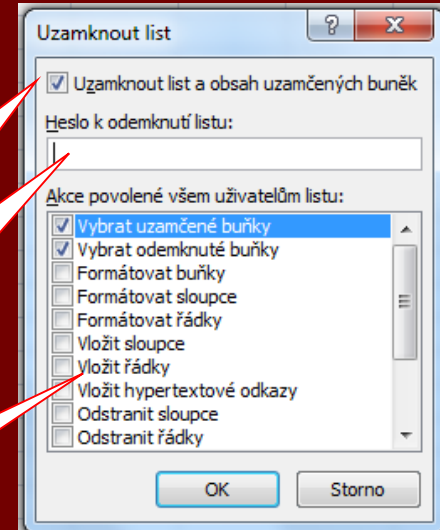 Uzamknout list
Uzamknout list a obsah uzamčených buněk
Heslo k odemknutí listu:
Akce povolené všem uživatelům listu:
Vybrat uzamčené buňky
Vybrat odemknuté buňky
Formátovat buňky
Formátovat sloupce
Formátovat řádky
Vložit sloupce
Vložit řádky
Vložit hypertextové odkazy
Odstranit sloupce
Odstranit řádky
OK Storno